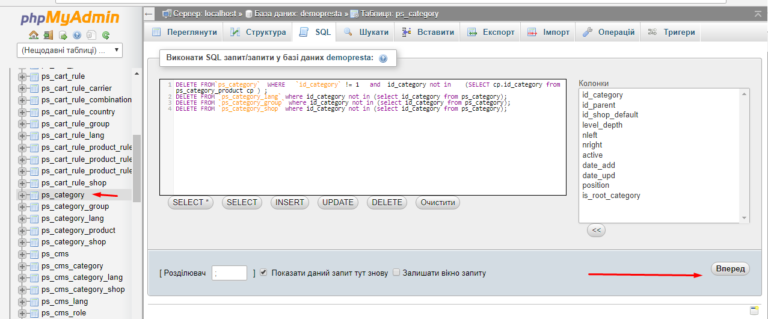 phpMyAdmin
(Нещодавні таблиці) ...
ps_cart_rule
ps_cart_rule_carrier
ps_cart_rule_combination
ps_cart_rule_country
ps_cart_rule_group
ps_cart_rule_lang
ps_cart_rule_product_rule
ps_cart_rule_product_rule
ps_cart_rule_product_rule
ps_cart_rule_shop
ps_category
ps_category_group
ps_category_lang
ps_category_product
ps_category_shop
ps_cms
ps_cms_category
ps_cms_category_lang
ps_cms_category_shop
ps_cms_lang
ps_cms_role
Сервер: localhost » База даних: demopresta » Таблиця: ps_category
Переглянути Структура SQL Шукати Вставити Експорт Імпорт Операцій Тригери
Виконати SQL запит/запити у базі даних demopresta:
1 DELETE FROM`ps_category` WHERE `id_category` != 1 and id_category not in (SELECT cp.id_category from
ps_category_product cp ) ;
2 DELETE FROM `ps_category_lang` where id_category not in (select id_category from ps_category);
3 DELETE FROM `ps_category_group` where id_category not in (select id_category from ps_category);
4 DELETE FROM `ps_category_shop` where id_category not in (select id_category from ps_category);
SELECT * SELECT INSERT UPDATE DELETE Очистити
Колонки
id_category
id_parent
id_shop_default
level_depth
nleft
nright
active
date_add
date_upd
position
is_root_category
<<
[ Розділювач ; ] Показати даний запит тут знову Залишати вікно запиту
Вперед